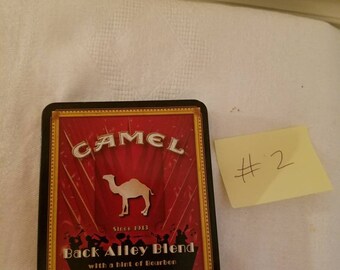 CAMEL
Since 1913
Back Alley Blend
with a hint of Bourbon
# 2